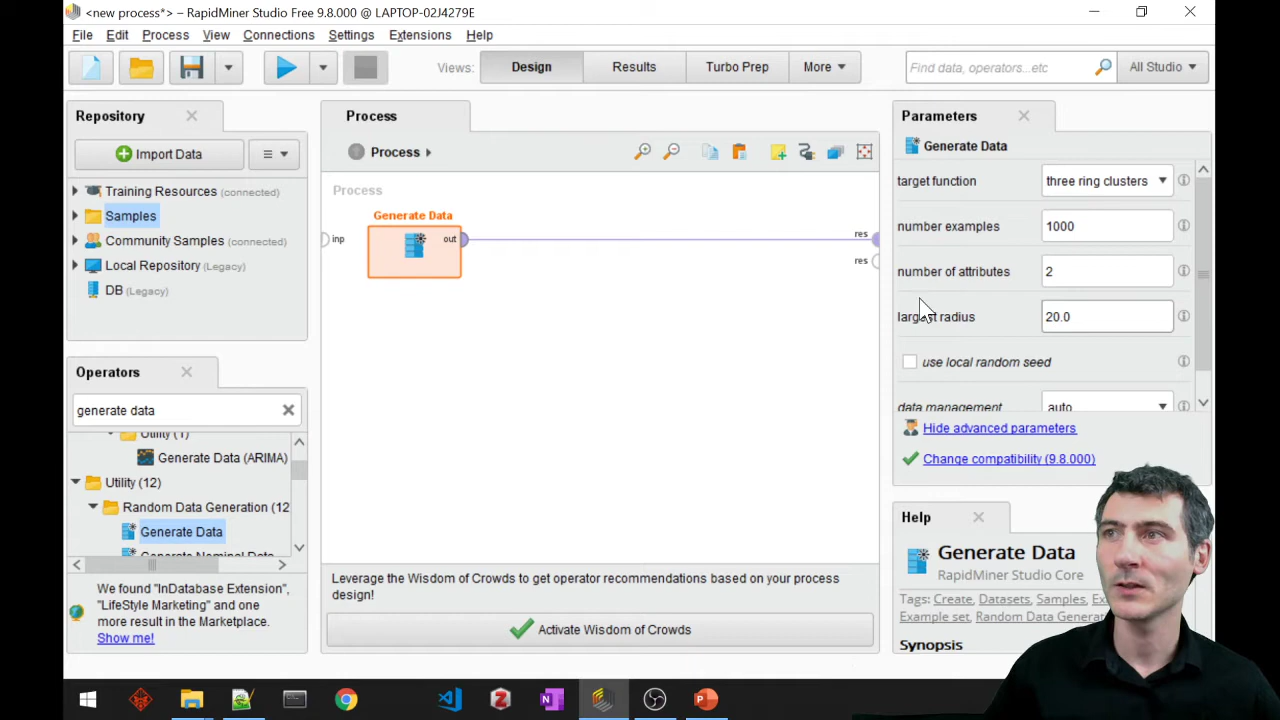 <new process*> – RapidMiner Studio Free 9.8.000 @ LAPTOP-02J4279E
File Edit Process View Connections Settings Extensions Help
Views: Design Results Turbo Prep More
Find data, operators...etc
All Studio
Repository
Import Data
Training Resources (connected)
Samples
Community Samples (connected)
Local Repository (Legacy)
DB (Legacy)
Operators
generate data
Utility (1)
Generate Data (ARIMA)
Utility (12)
Random Data Generation (12
Generate Data
Generate Nominal Data
We found "InDatabase Extension",
"LifeStyle Marketing" and one
more result in the Marketplace.
Show me!
Process
Process
Process
Generate Data
inp
out
res
res
Leverage the Wisdom of Crowds to get operator recommendations based on your process
design!
Activate Wisdom of Crowds
Parameters
Generate Data
target function three ring clusters
number examples 1000
number of attributes 2
largest radius 20.0
use local random seed
data management auto
Hide advanced parameters
Change compatibility (9.8.000)
Help
Generate Data
RapidMiner Studio Core
Tags: Create, Datasets, Samples,
Example set, Random Data
Synopsis